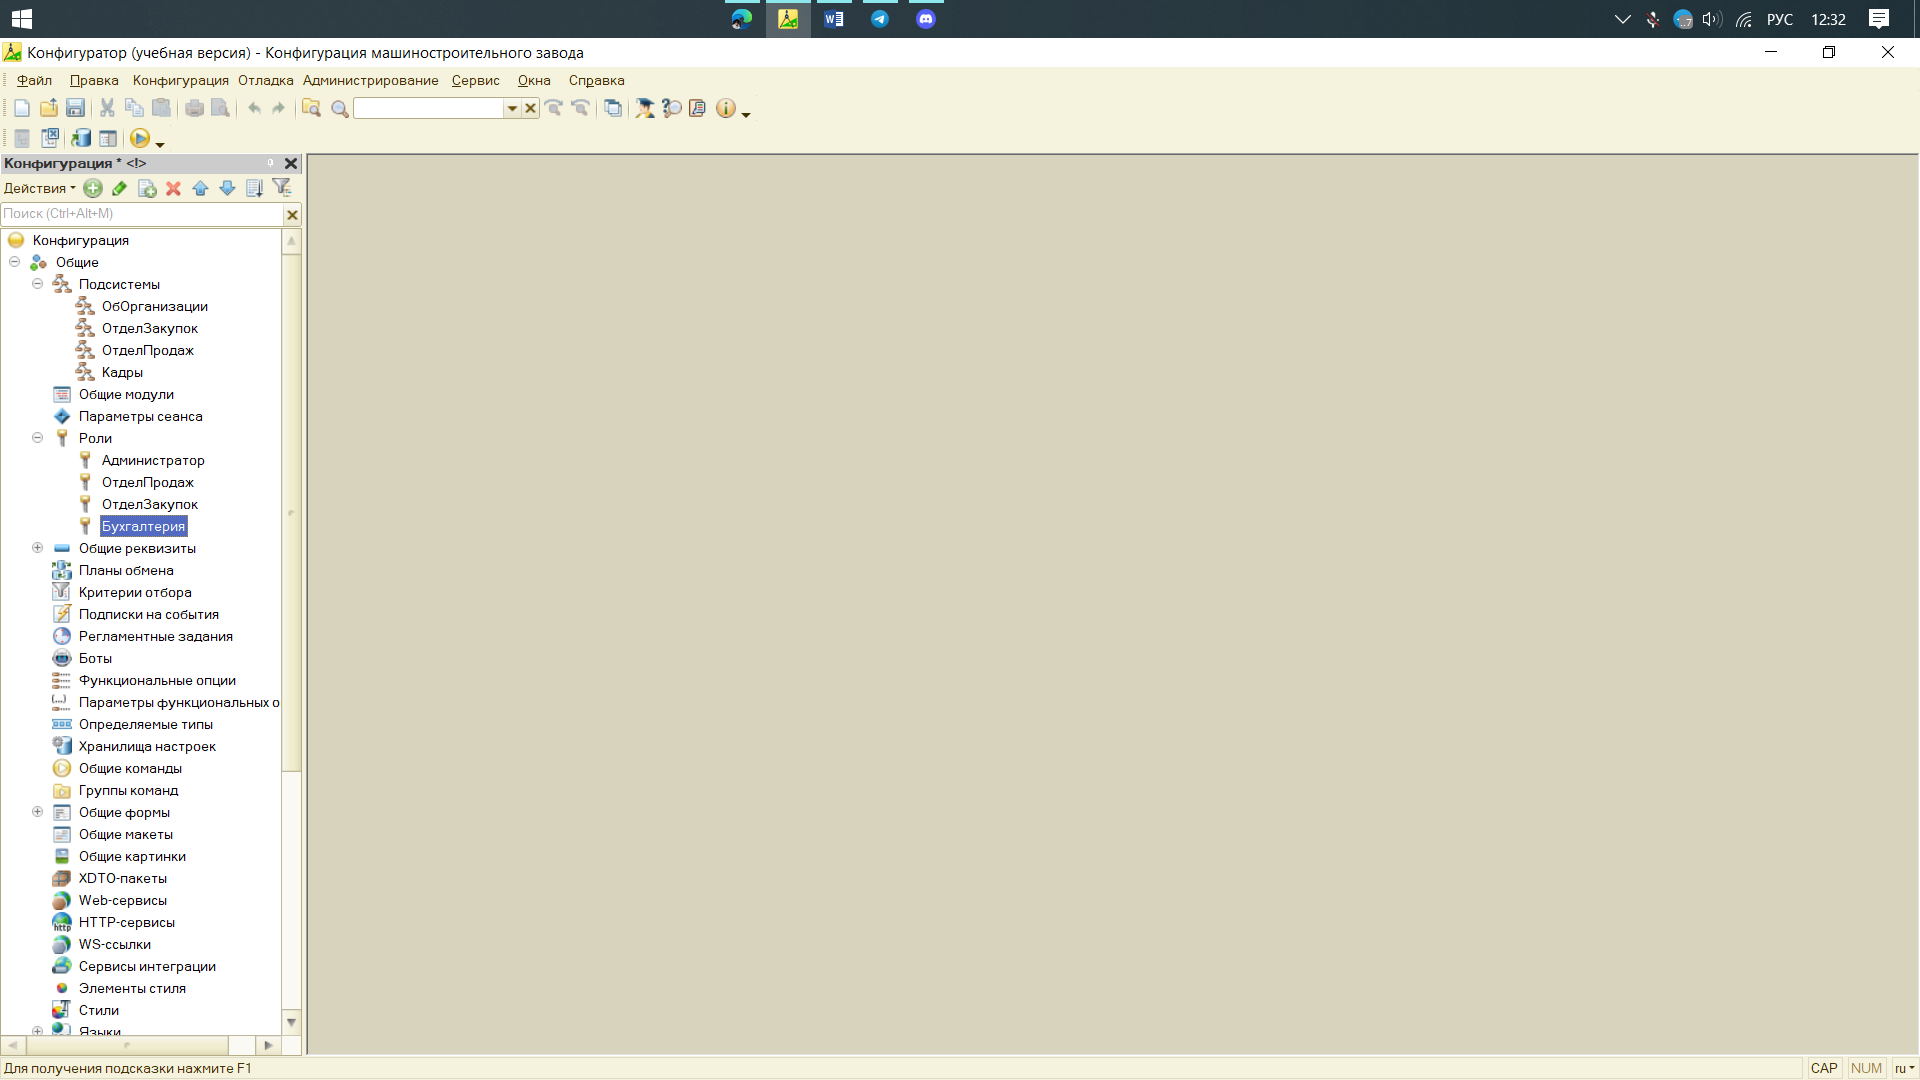 РУС
12:32
Конфигуратор (учебная версия) - Конфигурация машиностроительного завода
Файл Правка Конфигурация Отладка Администрирование Сервис Окна Справка
Конфигурация * <!>
Действия
Поиск (Ctrl+Alt+M)
Конфигурация
Общие
Подсистемы
ОбОрганизации
ОтделЗакупок
ОтделПродаж
Кадры
Общие модули
Параметры сеанса
Роли
Администратор
ОтделПродаж
ОтделЗакупок
Бухгалтерия
Общие реквизиты
Планы обмена
Критерии отбора
Подписки на события
Регламентные задания
Боты
Функциональные опции
Параметры функциональных о
Определяемые типы
Хранилища настроек
Общие команды
Группы команд
Общие формы
Общие макеты
Общие картинки
XDTO-пакеты
Web-сервисы
HTTP-сервисы
WS-ссылки
Сервисы интеграции
Элементы стиля
Стили
Языки
Для получения подсказки нажмите F1
CAP NUM ru